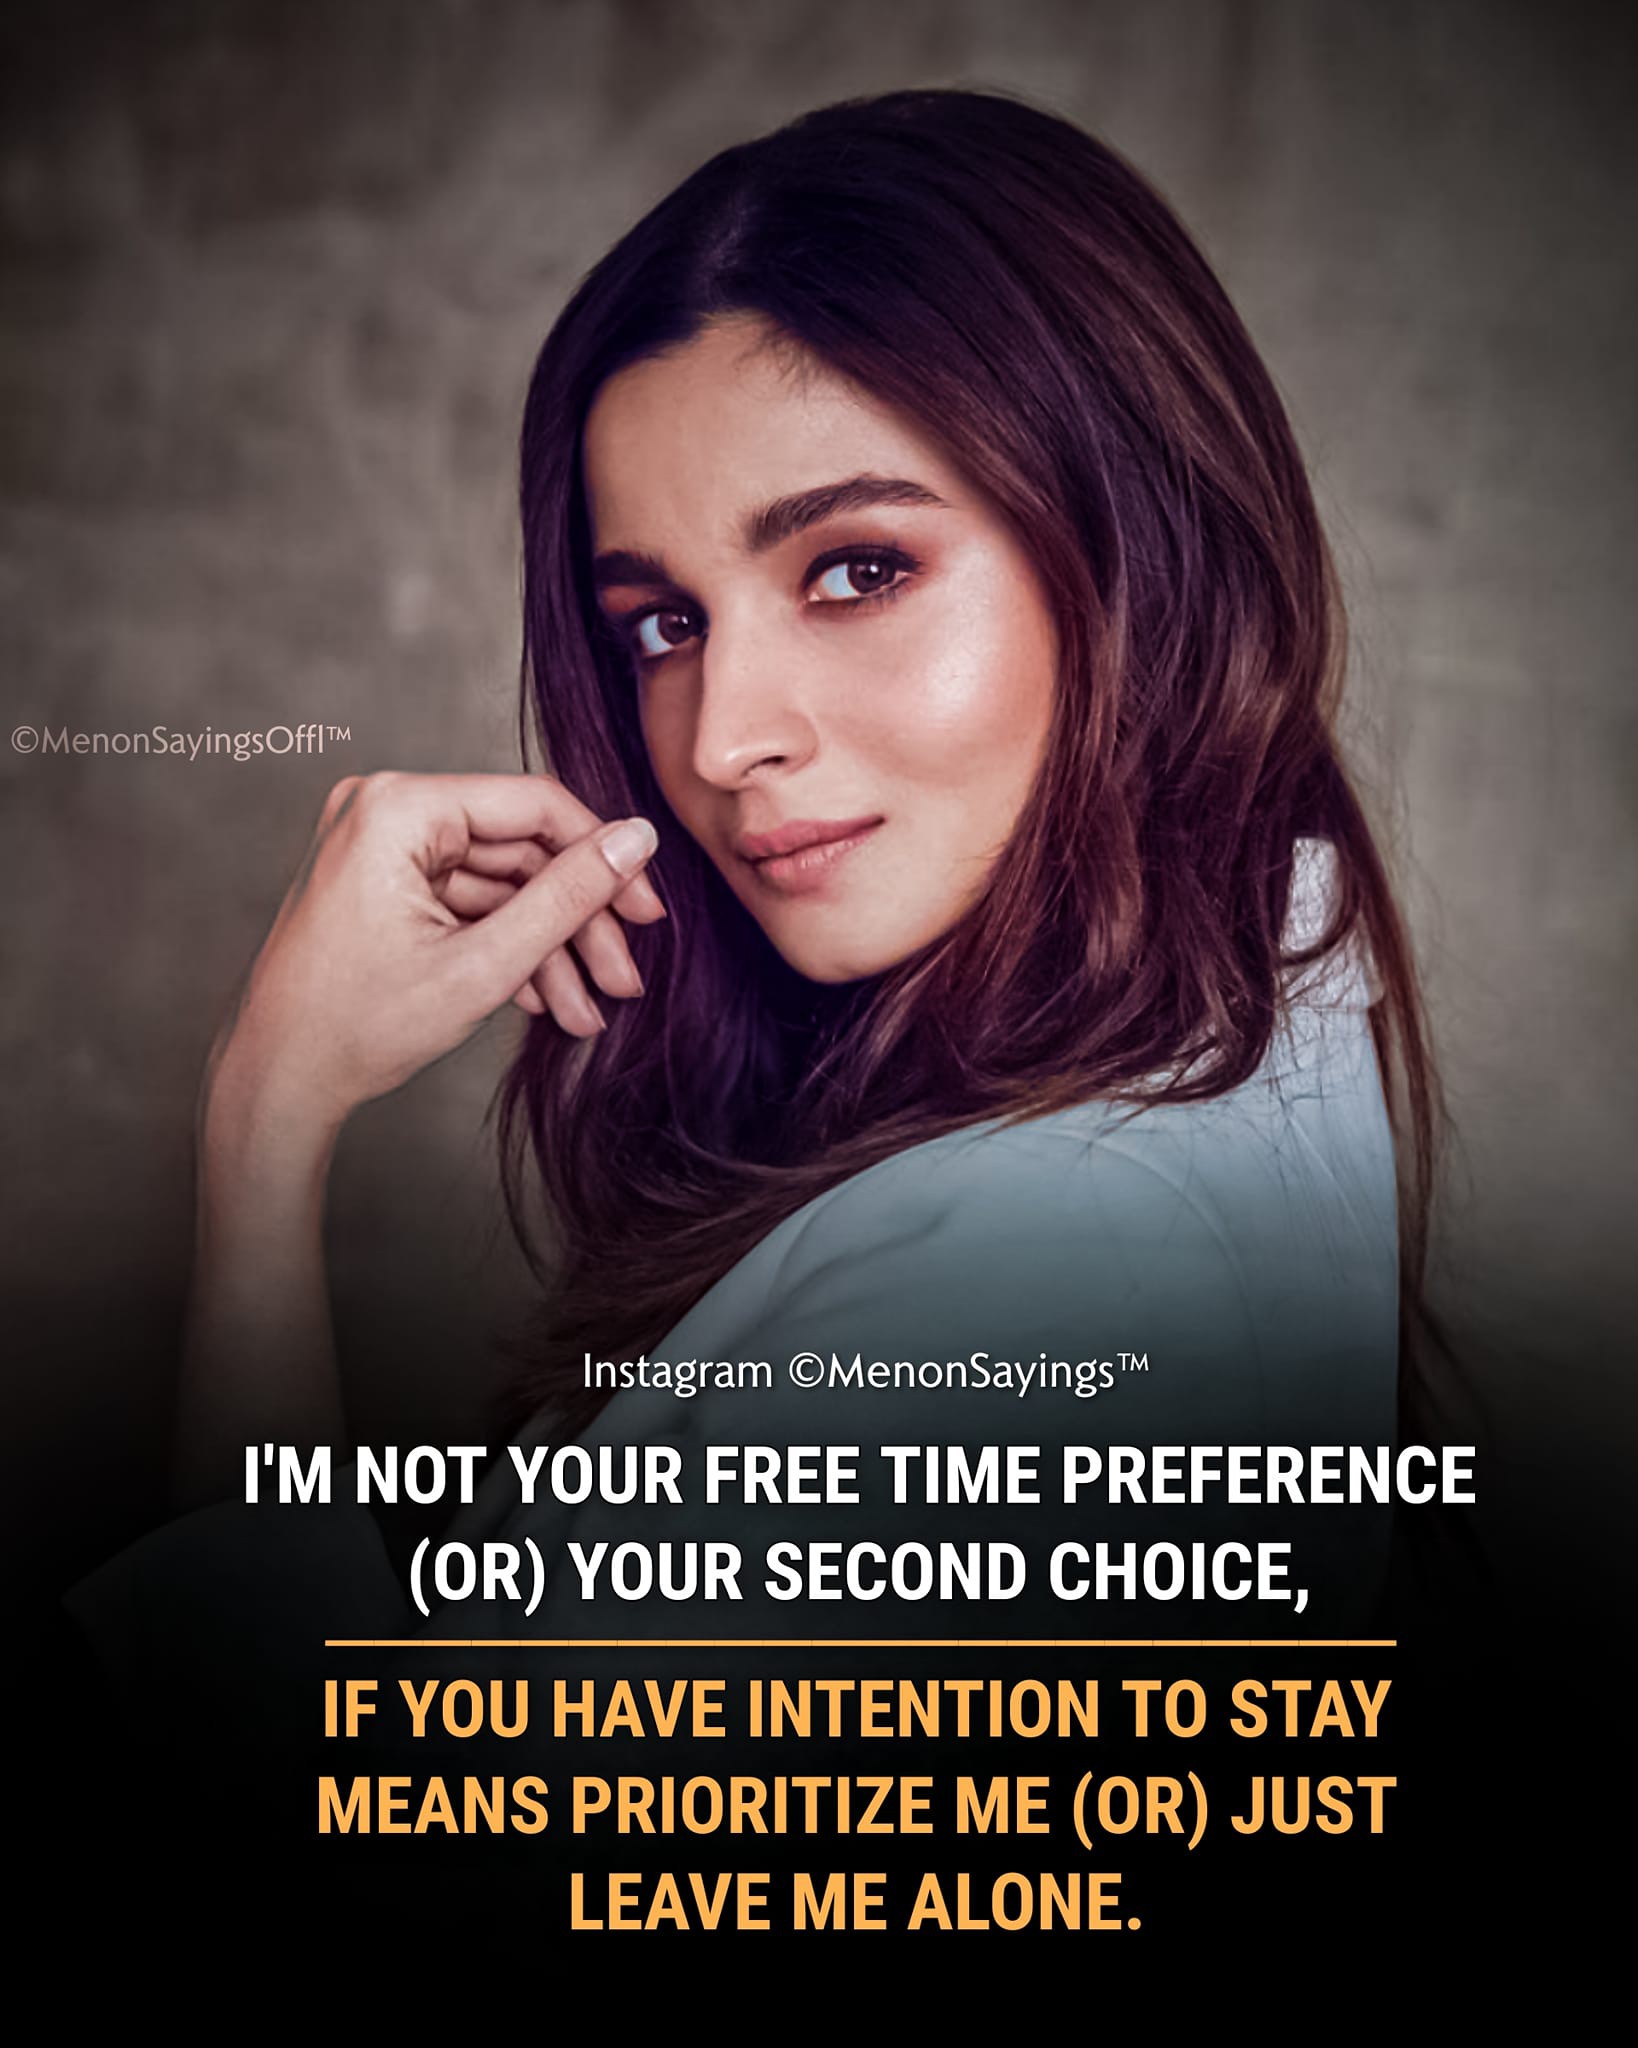 ©MenonSayingsOffl™
Instagram ©MenonSayings™
I'M NOT YOUR FREE TIME PREFERENCE
(OR) YOUR SECOND CHOICE,
IF YOU HAVE INTENTION TO STAY
MEANS PRIORITIZE ME (OR) JUST
LEAVE ME ALONE.